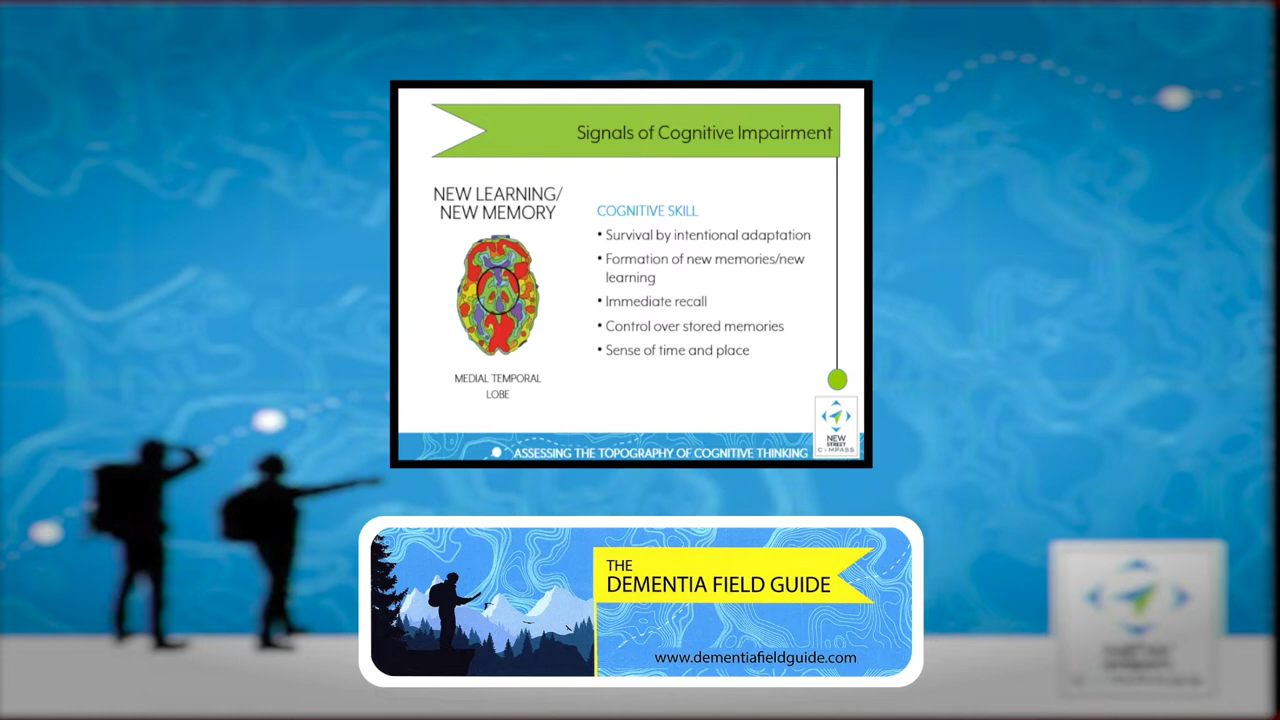 Signals of Cognitive Impairment
NEW LEARNING/
NEW MEMORY
MEDIAL TEMPORAL
LOBE
COGNITIVE SKILL
• Survival by intentional adaptation
• Formation of new memories/new
learning
• Immediate recall
• Control over stored memories
• Sense of time and place
NEW
STREET
COMPASS
ASSESSING THE TOPOGRAPHY OF COGNITIVE THINKING
THE
DEMENTIA FIELD GUIDE
www.dementiafieldguide.com